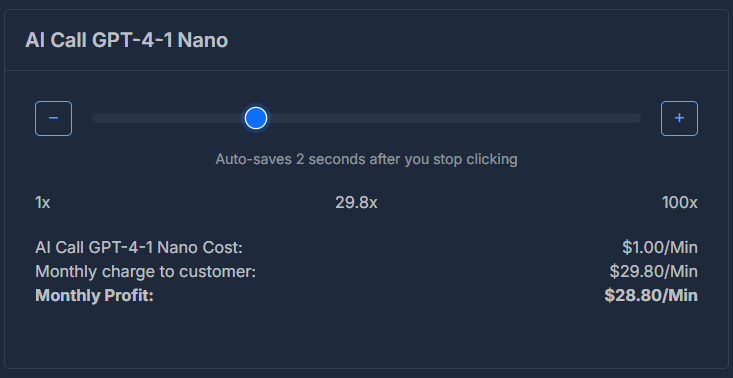 AI Call GPT-4-1 Nano
−
+
Auto-saves 2 seconds after you stop clicking
1x 29.8x 100x
AI Call GPT-4-1 Nano Cost: $1.00/Min
Monthly charge to customer: $29.80/Min
Monthly Profit: $28.80/Min